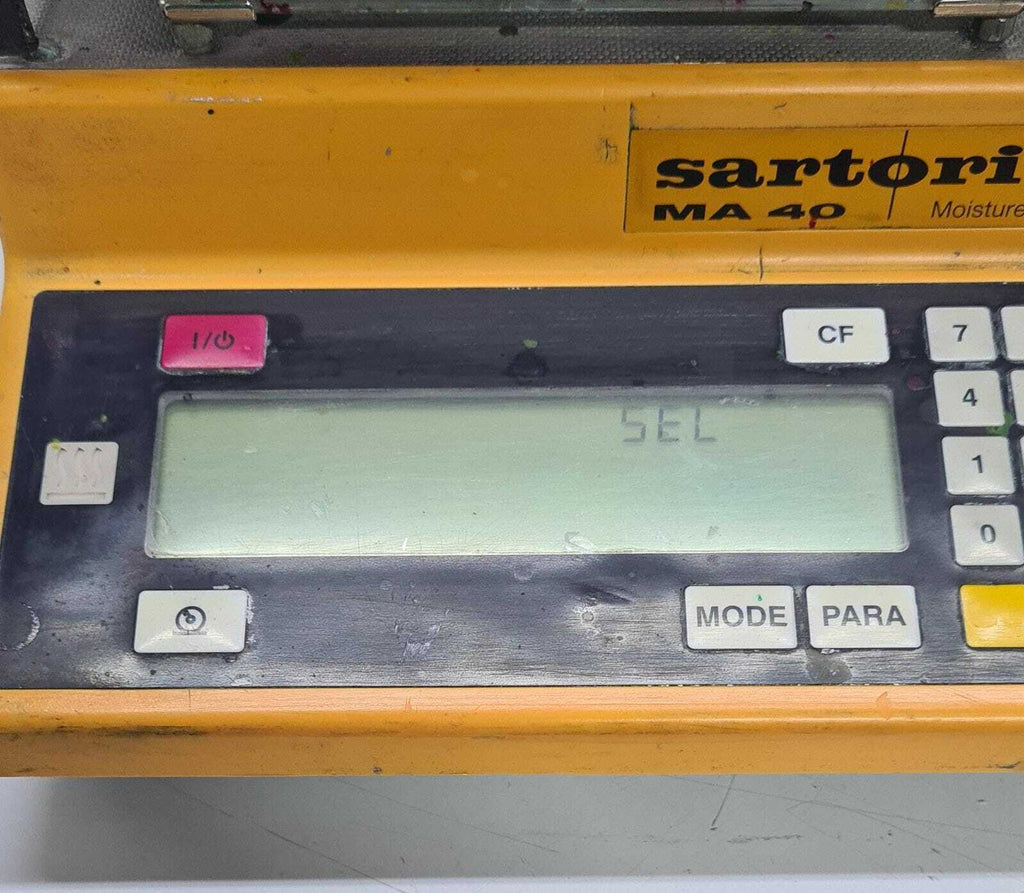 sartori
MA 40 Moisture
I/⏻
CF
7
4
SEL
1
0
MODE PARA